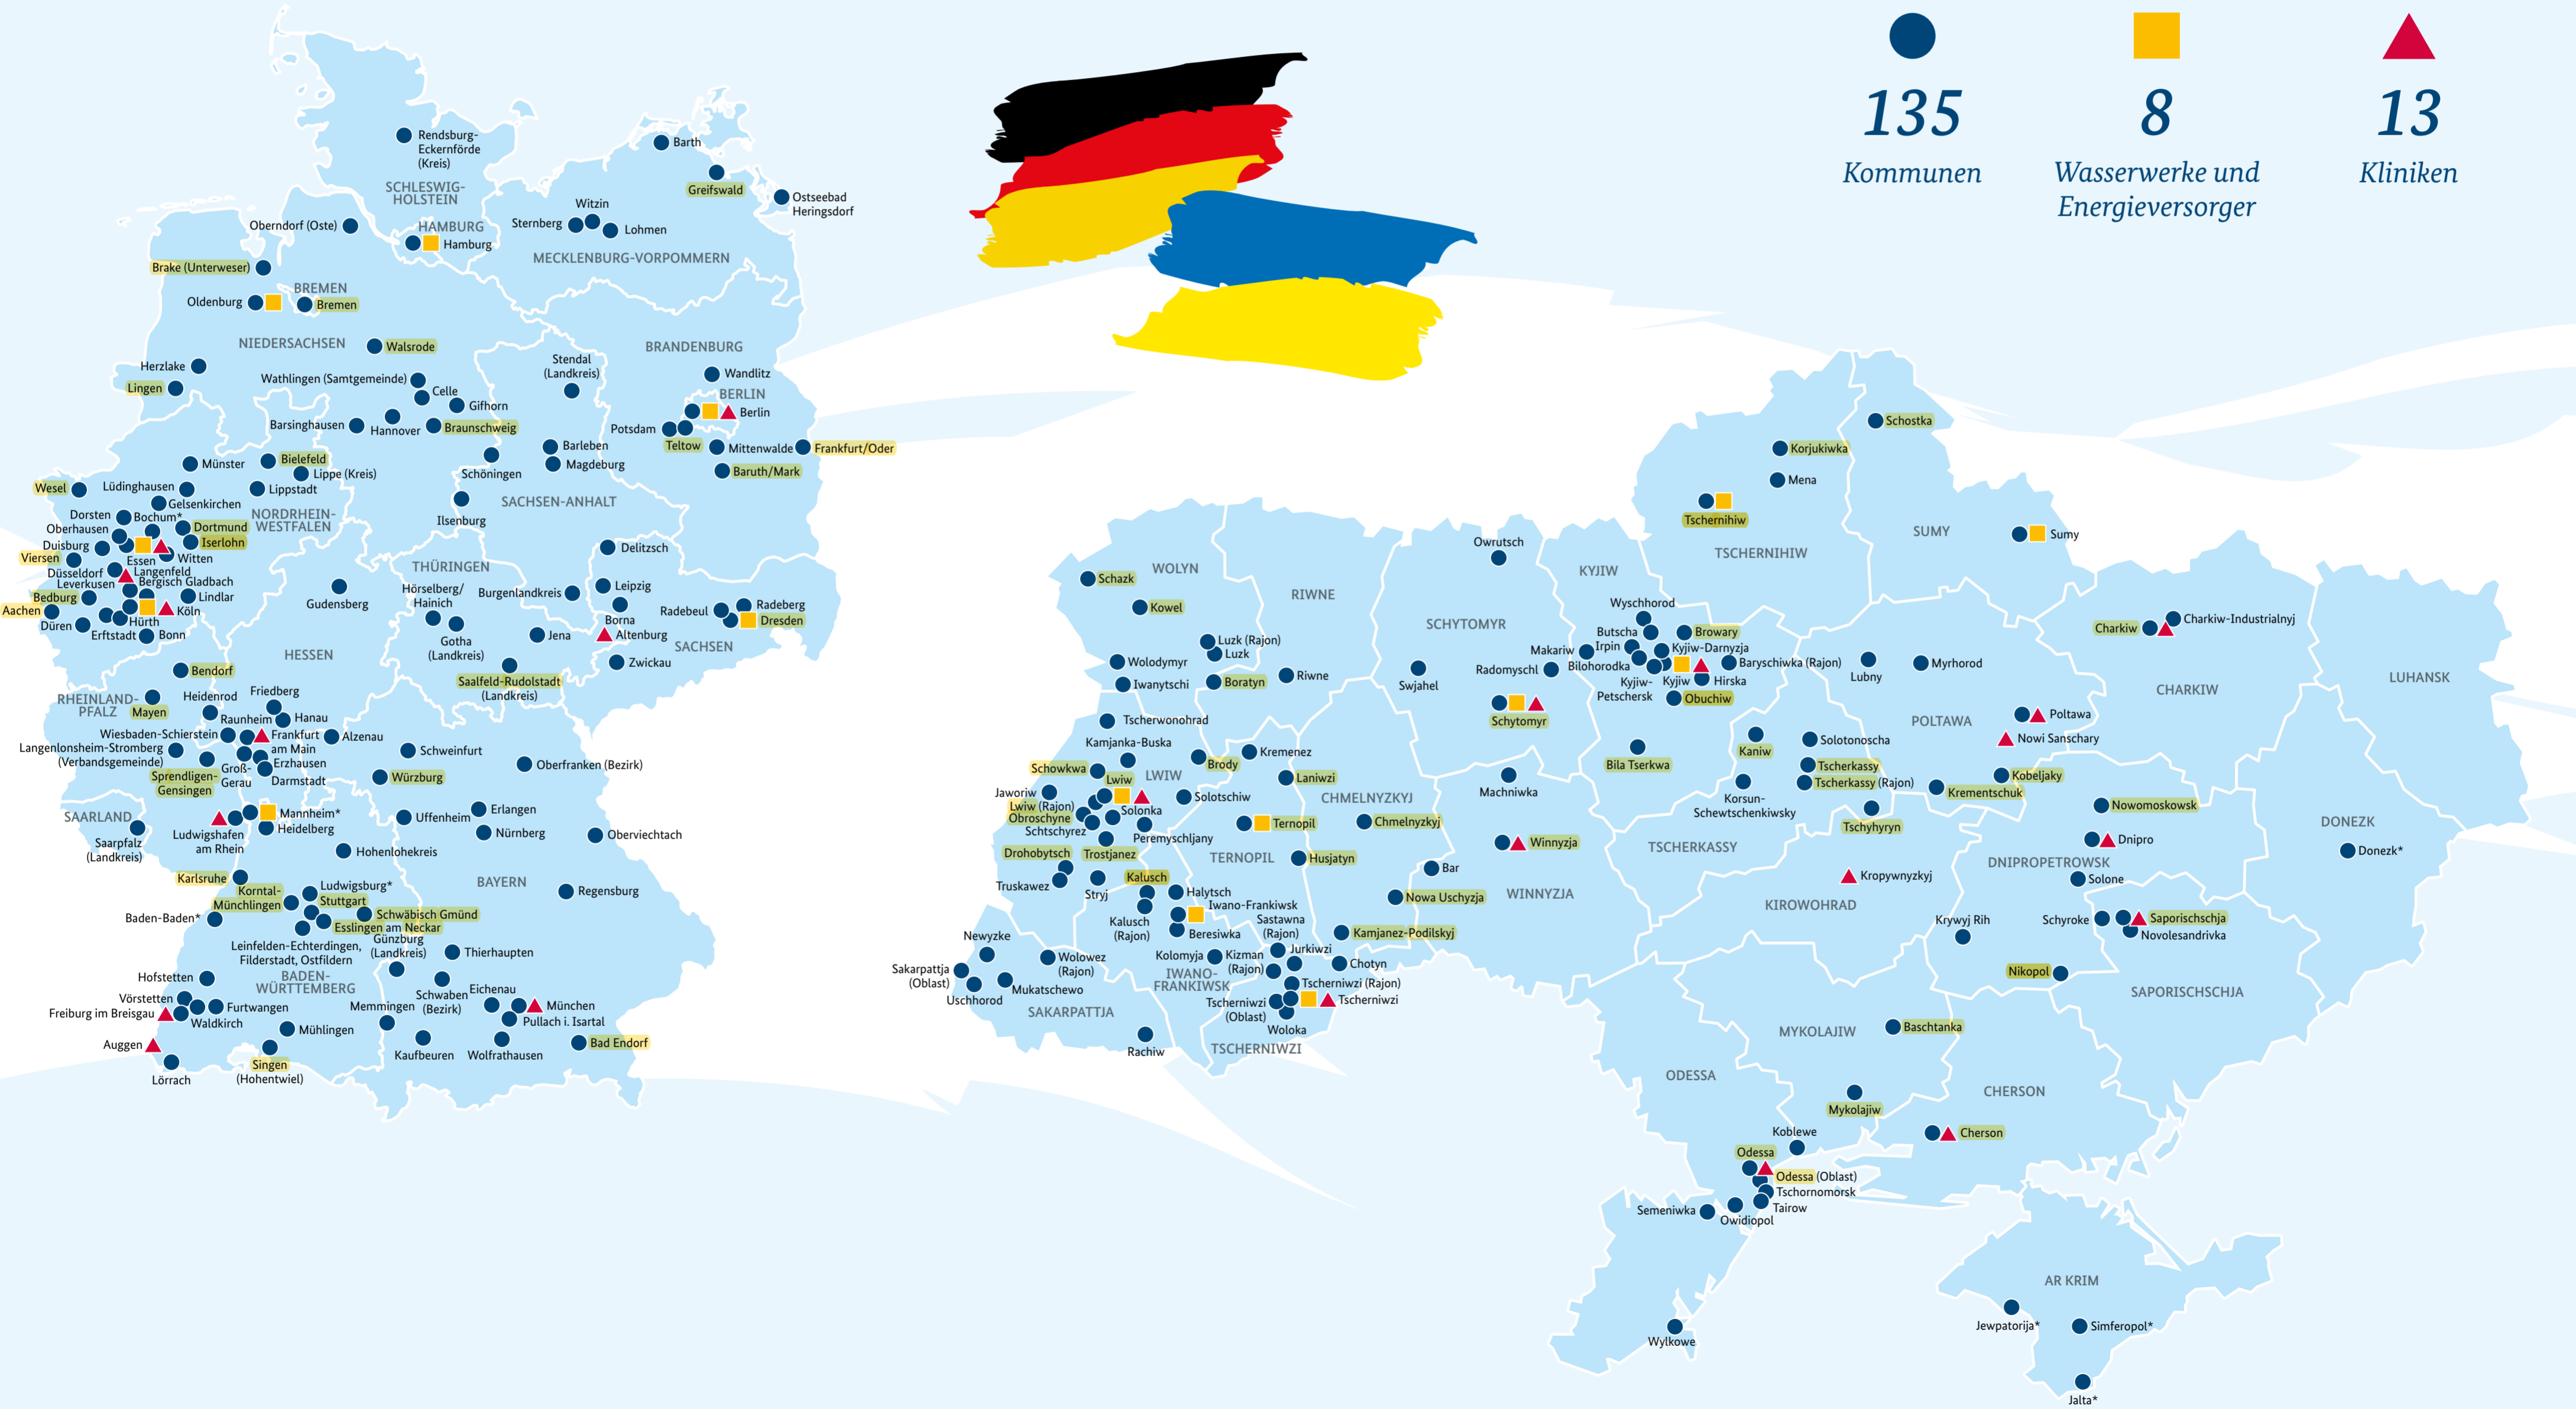 135
Kommunen
8
Wasserwerke und
Energieversorger
13
Kliniken
Rendsburg-
Eckernförde
(Kreis)
SCHLESWIG-
HOLSTEIN
Barth
Greifswald
Ostseebad
Heringsdorf
Witzin
Sternberg
Lohmen
MECKLENBURG-VORPOMMERN
Oberndorf (Oste)
HAMBURG
Hamburg
Brake (Unterweser)
BREMEN
Oldenburg
Bremen
NIEDERSACHSEN
Walsrode
Herzlake
Lingen
Wathlingen (Samtgemeinde)
Celle
Gifhorn
Barsinghausen
Hannover
Braunschweig
Stendal
(Landkreis)
BRANDENBURG
Wandlitz
BERLIN
Berlin
Potsdam
Teltow
Mittenwalde
Frankfurt/Oder
Baruth/Mark
Barleben
Magdeburg
Schöningen
SACHSEN-ANHALT
Ilsenburg
Münster
Bielefeld
Lippe (Kreis)
Wesel
Lüdinghausen
Lippstadt
Gelsenkirchen
NORDRHEIN-
WESTFALEN
Dorsten
Bochum*
Oberhausen
Dortmund
Iserlohn
Duisburg
Essen
Witten
Viersen
Düsseldorf
Langenfeld
Leverkusen
Bergisch Gladbach
Bedburg
Lindlar
Aachen
Köln
Düren
Hürth
Erftstadt
Bonn
Gudensberg
THÜRINGEN
Hörselberg/
Hainich
Gotha
(Landkreis)
Burgenlandkreis
Delitzsch
Leipzig
Borna
Altenburg
Jena
Radebeul
Radeberg
Dresden
SACHSEN
Zwickau
Saalfeld-Rudolstadt
(Landkreis)
HESSEN
Bendorf
RHEINLAND-
PFALZ
Mayen
Heidenrod
Friedberg
Raunheim
Hanau
Wiesbaden-Schierstein
Frankfurt
am Main
Alzenau
Langenlonsheim-Stromberg
(Verbandsgemeinde)
Erzhausen
Sprendligen-
Gensingen
Groß-
Gerau
Darmstadt
Schweinfurt
Würzburg
Oberfranken (Bezirk)
SAARLAND
Saarpfalz
(Landkreis)
Mannheim*
Heidelberg
Ludwigshafen
am Rhein
Uffenheim
Erlangen
Nürnberg
Oberviechtach
Hohenlohekreis
BAYERN
Regensburg
Karlsruhe
Korntal-
Münchlingen
Ludwigsburg*
Stuttgart
Baden-Baden*
Schwäbisch Gmünd
Esslingen am Neckar
Leinfelden-Echterdingen,
Filderstadt, Ostfildern
Günzburg
(Landkreis)
Thierhaupten
BADEN-
WÜRTTEMBERG
Hofstetten
Vörstetten
Furtwangen
Freiburg im Breisgau
Waldkirch
Memmingen
Schwaben
(Bezirk)
Eichenau
München
Pullach i. Isartal
Mühlingen
Auggen
Lörrach
Singen
(Hohentwiel)
Kaufbeuren
Wolfrathausen
Bad Endorf
WOLYN
Schazk
Kowel
RIWNE
Luzk (Rajon)
Luzk
Wolodymyr
Iwanytschi
Boratyn
Riwne
Tscherwonohrad
Kamjanka-Buska
Schowkwa
Lwiw
LWIW
Brody
Kremenez
Lanizi
Jaworiw
Lwiw (Rajon)
Obroschyne
Solonka
Solotschiw
Schtschyrez
Peremyschljany
Ternopil
CHMELNYZKYJ
Chmelnyzkyj
Drohobytsch
Trostjanez
TERNOPIL
Husjatyn
Truskawez
Stryj
Kalusch
Halytsch
Kalusch
(Rajon)
Iwano-Frankiwsk
Beresiwka
Sastawna
(Rajon)
Nowa Uschyzja
Kamjanez-Podilskyj
Newyzke
Wolowez
(Rajon)
Kolomyja
Kizman
(Rajon)
Jurkiwzi
Chotyn
Sakarpattja
(Oblast)
Uschhorod
Mukatschewo
IWANO-
FRANKIWSK
Tscherniwzi (Rajon)
Tscherniwzi
Tscherniwzi
(Oblast)
Woloka
SAKARPATTJA
Rachiw
TSCHERNIWZI
Owrutsch
KYJIW
SCHYTOMYR
Swjahel
Wyschhorod
Butscha
Browary
Makariw
Irpin
Kyjiw-Darnyzja
Radomyschl
Bilohorodka
Baryschiwka (Rajon)
Kyjiw-
Petschersk
Kyjiw
Hirska
Obuchiw
Schytomyr
Bila Tserkwa
Machniwka
Winnyzja
Bar
WINNYZJA
Schostka
Korjukiwka
Mena
Tschernihiw
TSCHERNIHIW
SUMY
Sumy
Lubny
Myrhorod
Kaniw
Solotonoscha
Tscherkassy
Tscherkassy (Rajon)
Korsun-
Schewtschenkiwsky
Tschyhyryn
TSCHERKASSY
POLTAWA
Poltawa
Nowi Sanschary
Krementschuk
Kobeljaky
Charkiw
Charkiw-Industrialnyj
CHARKIW
LUHANSK
Nowomoskowsk
Dnipro
DNIPROPETROWSK
Solone
DONEZK
Donezk*
Kropywnyzkyj
KIROWOHRAD
Krywyj Rih
Schyroke
Saporischschja
Novolesandrivka
Nikopol
SAPORISCHSCHJA
MYKOLAJIW
Baschtanka
Mykolajiw
ODESSA
CHERSON
Cherson
Koblewe
Odessa
Odessa (Oblast)
Tschornomorsk
Tairow
Semeniwka
Owidiopol
Wylkowe
AR KRIM
Jewpatorija*
Simferopol*
Jalta*